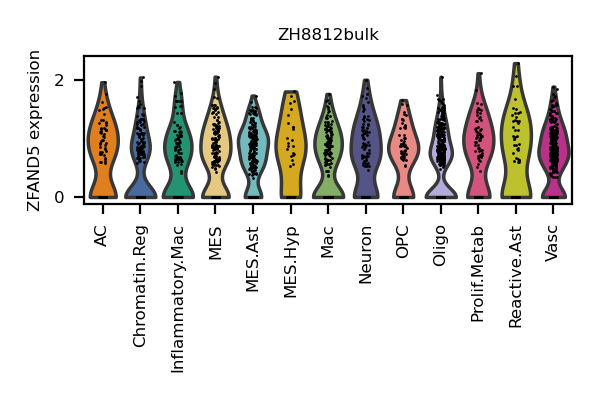 ZH8812bulk
ZFAND5 expression
2
0
AC
Chromatin.Reg
Inflammatory.Mac
MES
MES.Ast
MES.Hyp
Mac
Neuron
OPC
Oligo
Prolif.Metab
Reactive.Ast
Vasc